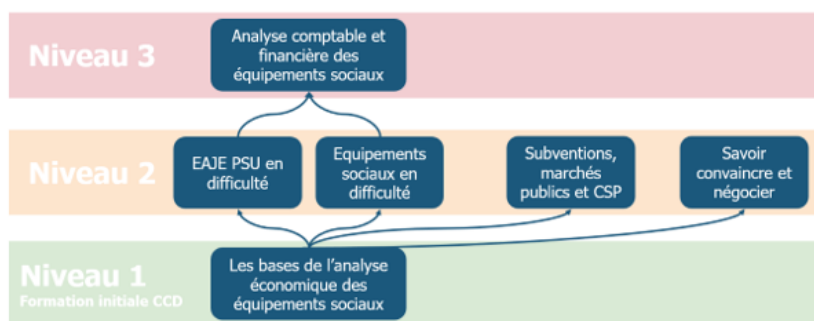 Niveau 3
Analyse comptable et
financière des
équipements sociaux
Niveau 2
EAJE PSU en
difficulté
Equipements
sociaux en
difficulté
Subventions,
marchés
publics et CSP
Savoir
convaincre et
négocier
Niveau 1
Formation initiale CCD
Les bases de l'analyse
économique des
équipements sociaux